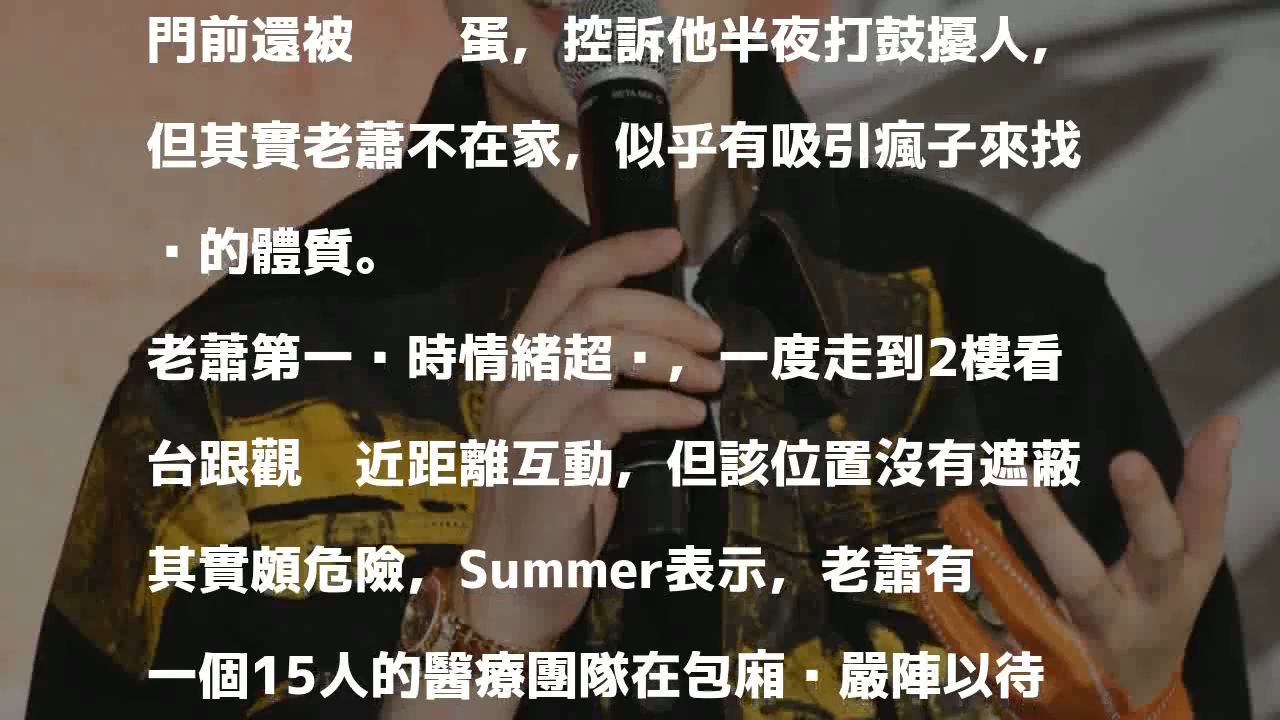 門前還被　　蛋，控訴他半夜打鼓擾人，
BETA 58A
但其實老蕭不在家，似乎有吸引瘋子來找
▪的體質。
老蕭第一▪時情緒超▪，一度走到2樓看
台跟觀　近距離互動，但該位置沒有遮蔽
其實頗危險，Summer表示，老蕭有
一個15人的醫療團隊在包廂▪嚴陣以待